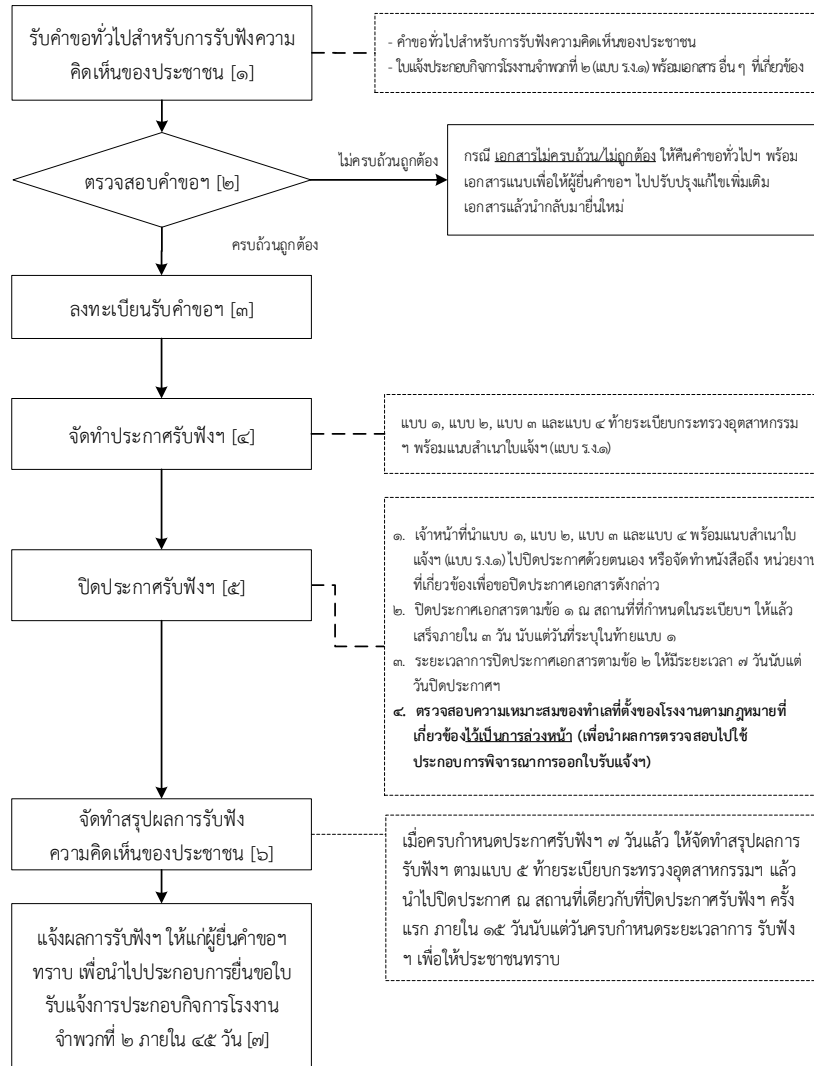 รับคำขอทั่วไปสำหรับการรับฟังความ
คิดเห็นของประชาชน [๑]
- คำขอทั่วไปสำหรับการรับฟังความคิดเห็นของประชาชน
- ใบแจ้งประกอบกิจการโรงงานจำพวกที่ ๒ (แบบ ร.ง.๑) พร้อมเอกสาร อื่น ๆ ที่เกี่ยวข้อง
ตรวจสอบคำขอฯ [๒]
ไม่ครบถ้วนถูกต้อง
กรณี เอกสารไม่ครบถ้วน/ไม่ถูกต้อง ให้คืนคำขอทั่วไปฯ พร้อม
เอกสารแนบเพื่อให้ผู้ยื่นคำขอฯ ไปปรับปรุงแก้ไขเพิ่มเติม
เอกสารแล้วนำกลับมายื่นใหม่
ครบถ้วนถูกต้อง
ลงทะเบียนรับคำขอฯ [๓]
จัดทำประกาศรับฟังฯ [๔]
แบบ ๑, แบบ ๒, แบบ ๓ และแบบ ๔ ท้ายระเบียบกระทรวงอุตสาหกรรม
ฯ พร้อมแนบสำเนาใบแจ้งฯ (แบบ ร.ง.๑)
ปิดประกาศรับฟังฯ [๕]
๑. เจ้าหน้าที่นำแบบ ๑, แบบ ๒, แบบ ๓ และแบบ ๔ พร้อมแนบสำเนาใบ
แจ้งฯ (แบบ ร.ง.๑) ไปปิดประกาศด้วยตนเอง หรือจัดทำหนังสือถึง หน่วยงาน
ที่เกี่ยวข้องเพื่อขอปิดประกาศเอกสารดังกล่าว
๒. ปิดประกาศเอกสารตามข้อ ๑ ณ สถานที่ที่กำหนดในระเบียบฯ ให้แล้ว
เสร็จภายใน ๓ วัน นับแต่วันที่ระบุในท้ายแบบ ๑
๓. ระยะเวลาการปิดประกาศเอกสารตามข้อ ๒ ให้มีระยะเวลา ๗ วันนับแต่
วันปิดประกาศฯ
๔. ตรวจสอบความเหมาะสมของทำเลที่ตั้งของโรงงานตามกฎหมายที่
เกี่ยวข้องไว้เป็นการล่วงหน้า (เพื่อนำผลการตรวจสอบไปใช้
ประกอบการพิจารณาการออกใบรับแจ้งฯ)
จัดทำสรุปผลการรับฟัง
ความคิดเห็นของประชาชน [๖]
เมื่อครบกำหนดประกาศรับฟังฯ ๗ วันแล้ว ให้จัดทำสรุปผลการ
รับฟังฯ ตามแบบ ๕ ท้ายระเบียบกระทรวงอุตสาหกรรมฯ แล้ว
นำไปปิดประกาศ ณ สถานที่เดียวกับที่ปิดประกาศรับฟังฯ ครั้ง
แรก ภายใน ๑๕ วันนับแต่วันครบกำหนดระยะเวลาการ รับฟัง
ฯ เพื่อให้ประชาชนทราบ
แจ้งผลการรับฟังฯ ให้แก่ผู้ยื่นคำขอฯ
ทราบ เพื่อนำไปประกอบการยื่นขอใบ
รับแจ้งการประกอบกิจการโรงงาน
จำพวกที่ ๒ ภายใน ๔๕ วัน [๗]